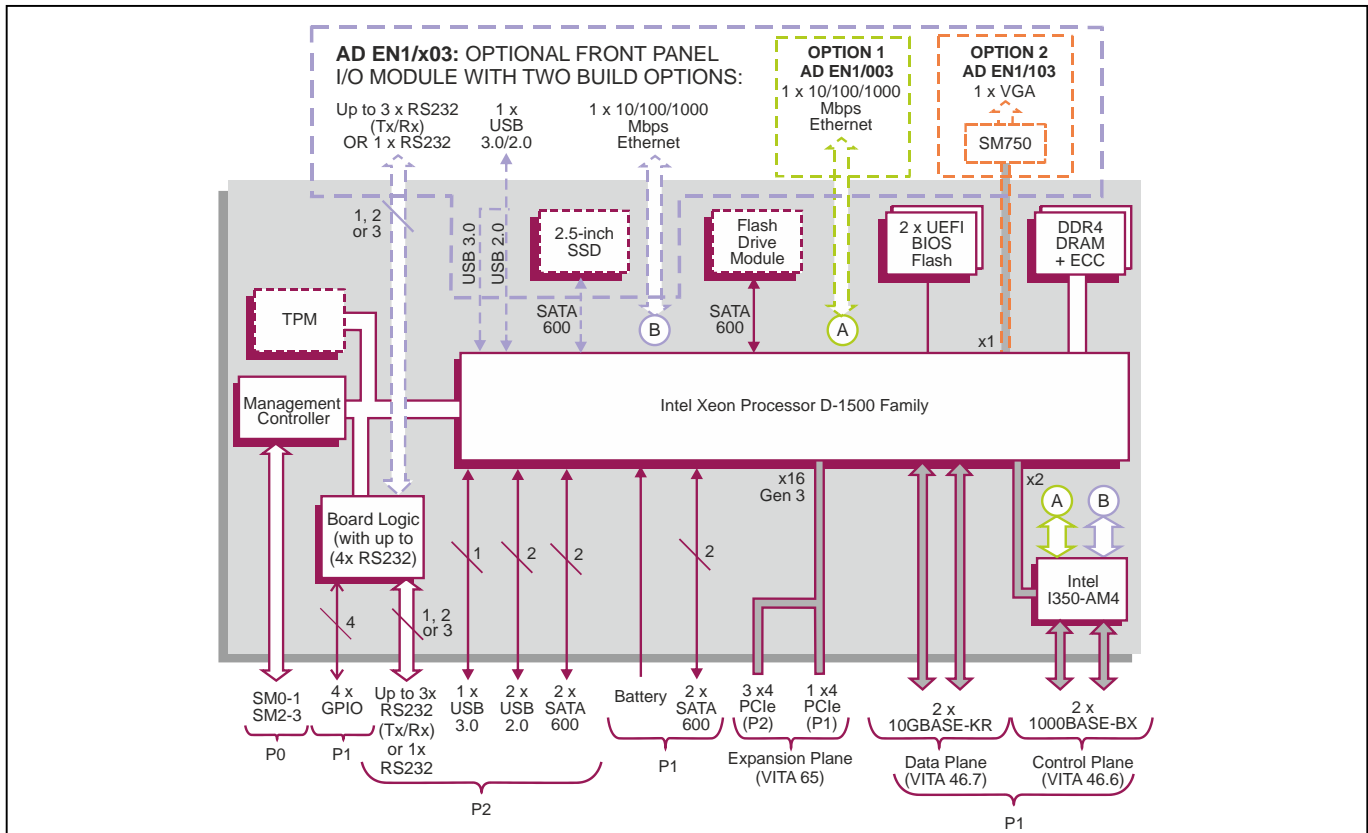 AD EN1/x03: OPTIONAL FRONT PANEL
I/O MODULE WITH TWO BUILD OPTIONS:
Up to 3 x RS232
(Tx/Rx)
OR 1 x RS232
1 x
USB
3.0/2.0
1 x 10/100/1000
Mbps
Ethernet
OPTION 1
AD EN1/003
1 x 10/100/1000
Mbps
Ethernet
OPTION 2
AD EN1/103
1 x VGA
SM750
1, 2
or 3
USB 3.0
USB 2.0
2.5-inch
SSD
SATA
600
B
Flash
Drive
Module
SATA
600
A
2 x UEFI
BIOS
Flash
x1
DDR4
DRAM
+ ECC
TPM
Management
Controller
Intel Xeon Processor D-1500 Family
Board Logic
(with up to
(4x RS232)
x16
Gen 3
x2
A
B
Intel
I350-AM4
4
1, 2
or 3
1
2
2
2
SM0-1
SM2-3
P0
4 x
GPIO
P1
Up to 3x
RS232
(Tx/Rx)
or 1x
RS232
1 x
USB
3.0
2 x
USB
2.0
2 x
SATA
600
P2
Battery
2 x
SATA
600
P1
3 x4
PCIe
(P2)
1 x4
PCIe
(P1)
Expansion Plane
(VITA 65)
2 x
10GBASE-KR
Data Plane
(VITA 46.7)
2 x
1000BASE-BX
Control Plane
(VITA 46.6)
P1